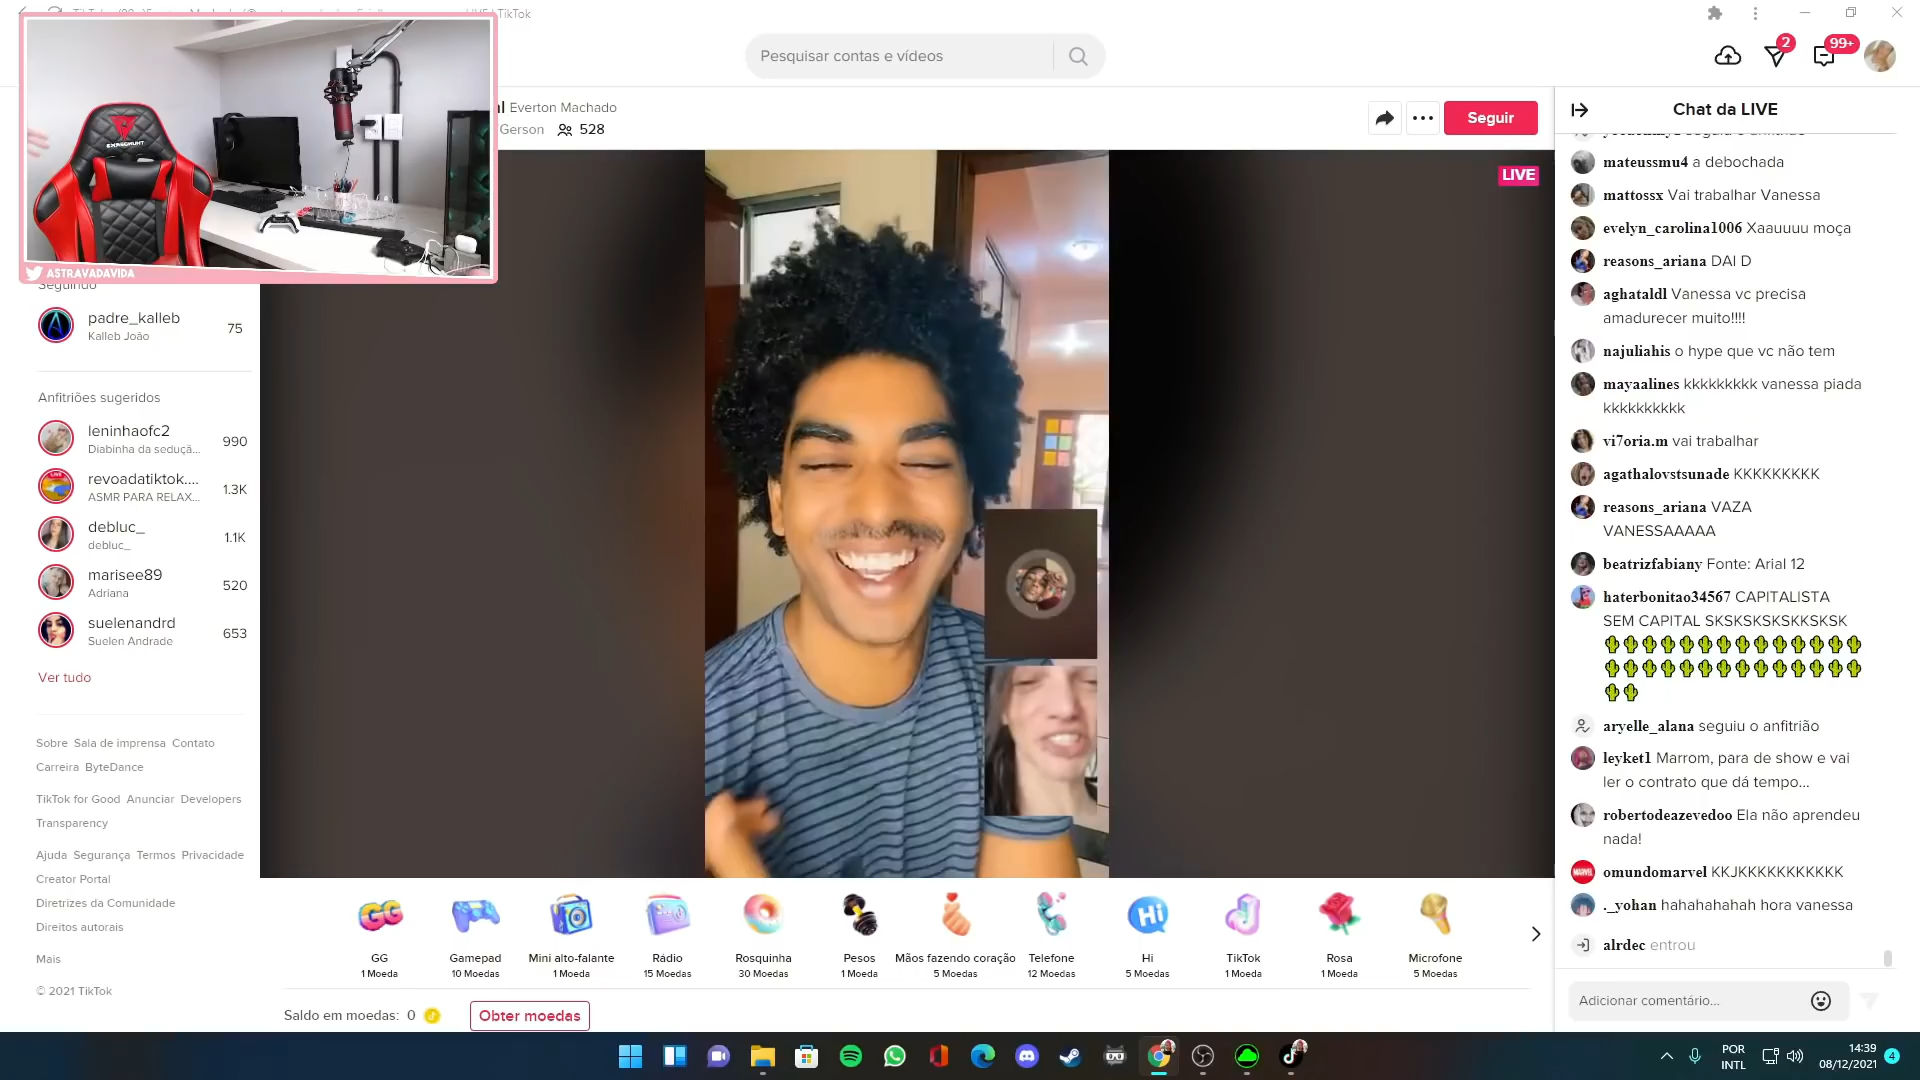 LIVE | TikTok
Pesquisar contas e vídeos
2
99+
Everton Machado
Gerson 528
Seguir
Chat da LIVE
LIVE
ASTRAVADAVIDA
Seguindo
padre_kalleb 75
Kalleb João
Anfitriões sugeridos
leninhaofc2 990
Diabinha da seduçã...
revoadatiktok.... 1.3K
ASMR PARA RELAX...
debluc_ 1.1K
debluc_
marisee89 520
Adriana
suelenandrd 653
Suelen Andrade
Ver tudo
Sobre Sala de imprensa Contato
Carreira ByteDance
TikTok for Good Anunciar Developers
Transparency
Ajuda Segurança Termos Privacidade
Creator Portal
Diretrizes da Comunidade
Direitos autorais
Mais
© 2021 TikTok
mateussmu4 a debochada
mattossx Vai trabalhar Vanessa
evelyn_carolina1006 Xaauuuu moça
reasons_ariana DAI D
aghataldl Vanessa vc precisa
amadurecer muito!!!!
najuliahis o hype que vc não tem
mayaalines kkkkkkkkk vanessa piada
kkkkkkkkkk
vi7oria.m vai trabalhar
agathalovstsunade KKKKKKKKK
reasons_ariana VAZA
VANESSAAAAA
beatrizfabiany Fonte: Arial 12
haterbonitao34567 CAPITALISTA
SEM CAPITAL SKSKSKSKSKKSKSK
aryelle_alana seguiu o anfitrião
leyket1 Marrom, para de show e vai
ler o contrato que dá tempo...
robertodeazevedoo Ela não aprendeu
nada!
omundomarvel KKJKKKKKKKKKKK
._yohan hahahahahah hora vanessa
alrdec entrou
Adicionar comentário...
GG Gamepad Mini alto-falante Rádio Rosquinha Pesos Mãos fazendo coração Telefone Hi TikTok Rosa Microfone
1 Moeda 10 Moedas 1 Moeda 15 Moedas 30 Moedas 1 Moeda 5 Moedas 12 Moedas 5 Moedas 1 Moeda 1 Moeda 5 Moedas
Saldo em moedas: 0 Obter moedas
POR
INTL
14:39
08/12/2021
4